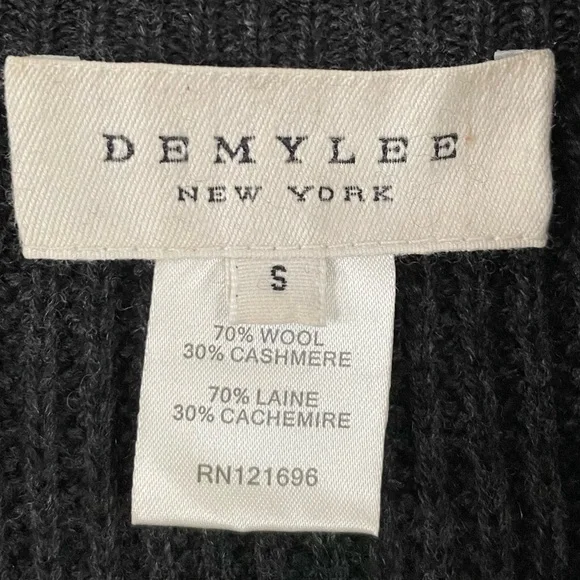 DEMYLEE
NEW YORK
S
70% WOOL
30% CASHMERE
70% LAINE
30% CACHEMIRE
RN121696